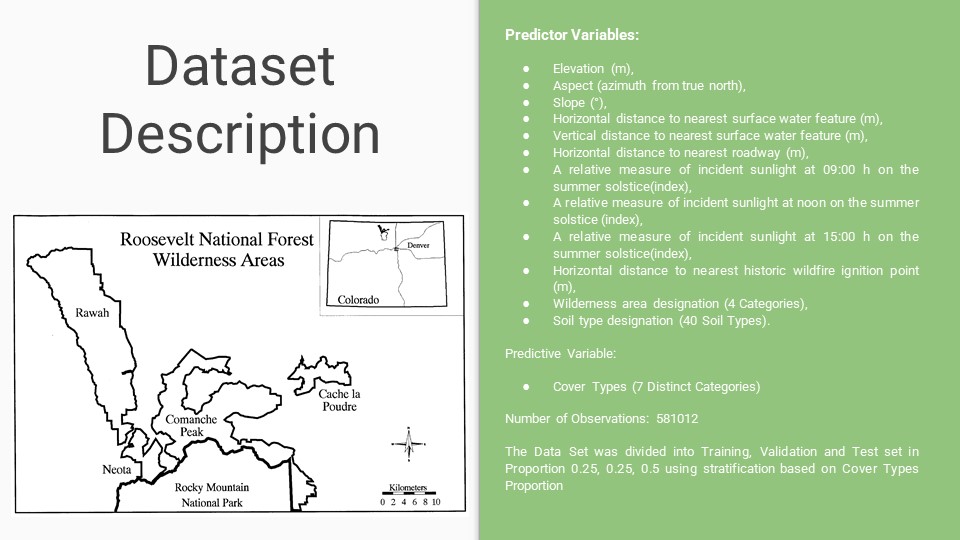 Dataset
Description
Roosevelt National Forest
Wilderness Areas
Denver
Colorado
Rawah
Cache la
Poudre
Comanche
Peak
Neota
Rocky Mountain
National Park
Kilometers
0 2 4 6 8 10
Predictor Variables:
● Elevation (m),
● Aspect (azimuth from true north),
● Slope (°),
● Horizontal distance to nearest surface water feature (m),
● Vertical distance to nearest surface water feature (m),
● Horizontal distance to nearest roadway (m),
● A relative measure of incident sunlight at 09:00 h on the
summer solstice(index),
● A relative measure of incident sunlight at noon on the summer
solstice (index),
● A relative measure of incident sunlight at 15:00 h on the
summer solstice(index),
● Horizontal distance to nearest historic wildfire ignition point
(m),
● Wilderness area designation (4 Categories),
● Soil type designation (40 Soil Types).
Predictive Variable:
● Cover Types (7 Distinct Categories)
Number of Observations: 581012
The Data Set was divided into Training, Validation and Test set in
Proportion 0.25, 0.25, 0.5 using stratification based on Cover Types
Proportion